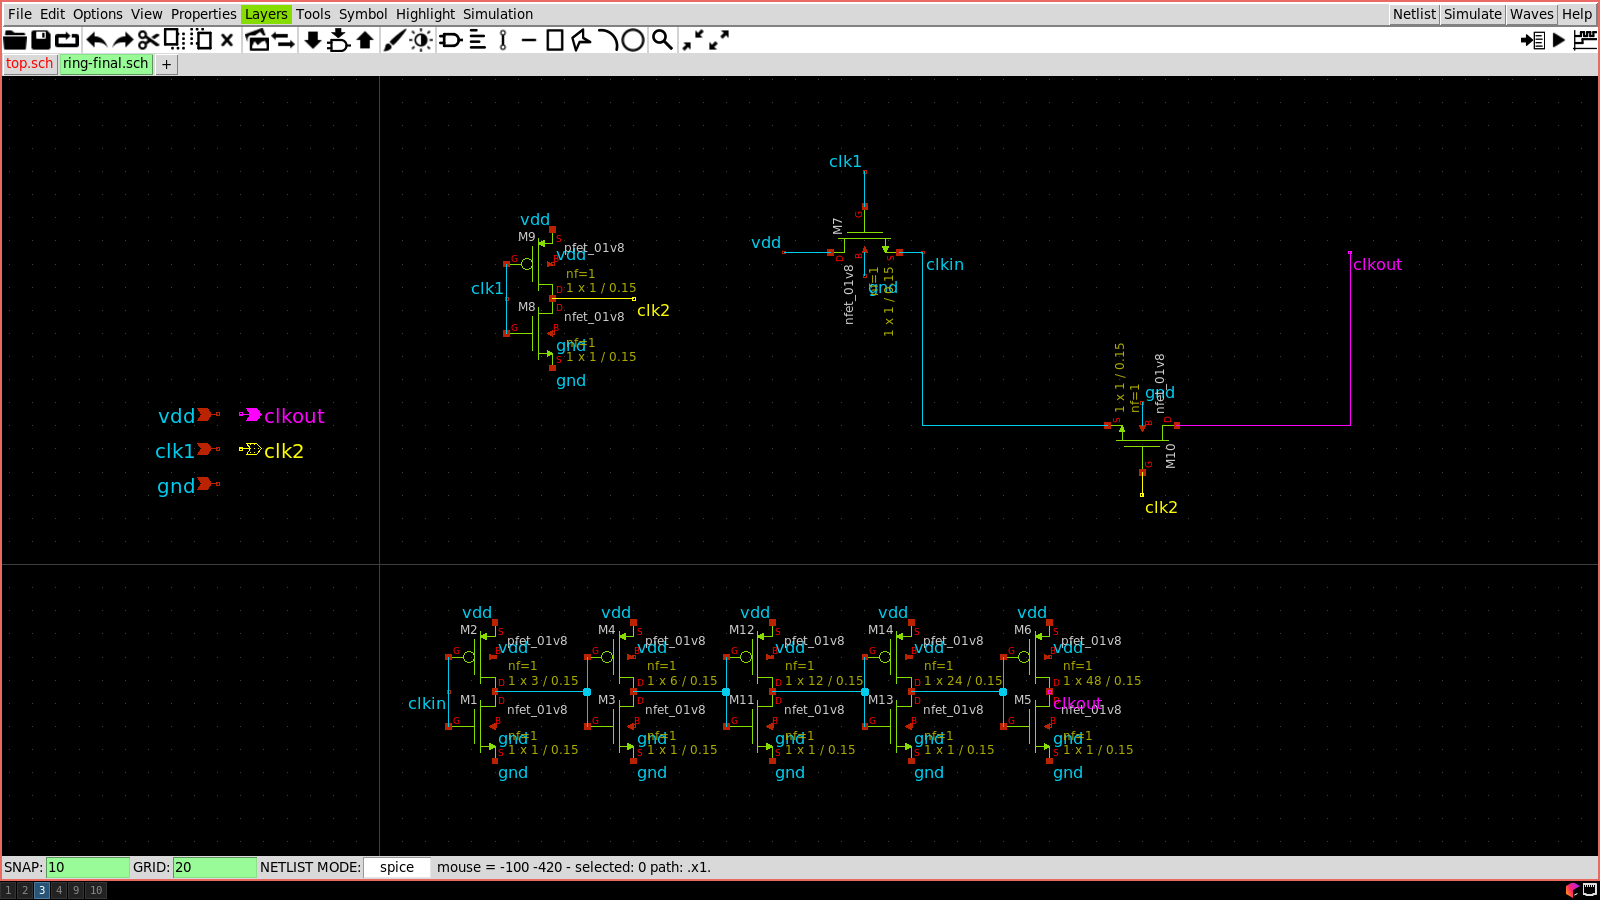 File Edit Options View Properties Layers Tools Symbol Highlight Simulation Netlist Simulate Waves Help
top.sch ring-final.sch +
clk1
vdd
M9
S
pfet_01v8
vdd
G
B
nf=1
1 x 1 / 0.15
D
clk1
clk2
M8
D
nfet_01v8
G
B
gnd
nf=1
1 x 1 / 0.15
S
gnd
M7
G
vdd
D
B
S
clkin
nfet_01v8
nf=1
gnd
1 x 1 / 0.15
clkout
1 x 1 / 0.15
nf=1
gnd
nfet_01v8
S
B
D
G
M10
clk2
vdd clkout
clk1 clk2
gnd
vdd vdd vdd vdd vdd
M2 S M4 S M12 S M14 S M6 S
pfet_01v8 pfet_01v8 pfet_01v8 pfet_01v8 pfet_01v8
vdd vdd vdd vdd vdd
G B G B G B G B G B
nf=1 nf=1 nf=1 nf=1 nf=1
1 x 3 / 0.15 1 x 6 / 0.15 1 x 12 / 0.15 1 x 24 / 0.15 1 x 48 / 0.15
D D D D D
clkin M1 D M3 D M11 D M13 D M5 D clkout
nfet_01v8 nfet_01v8 nfet_01v8 nfet_01v8 nfet_01v8
G B G B G B G B G B
gnd gnd gnd gnd gnd
nf=1 nf=1 nf=1 nf=1 nf=1
1 x 1 / 0.15 1 x 1 / 0.15 1 x 1 / 0.15 1 x 1 / 0.15 1 x 1 / 0.15
S S S S S
gnd gnd gnd gnd gnd
SNAP: 10 GRID: 20 NETLIST MODE: spice mouse = -100 -420 - selected: 0 path: .x1.
1 2 3 4 9 10